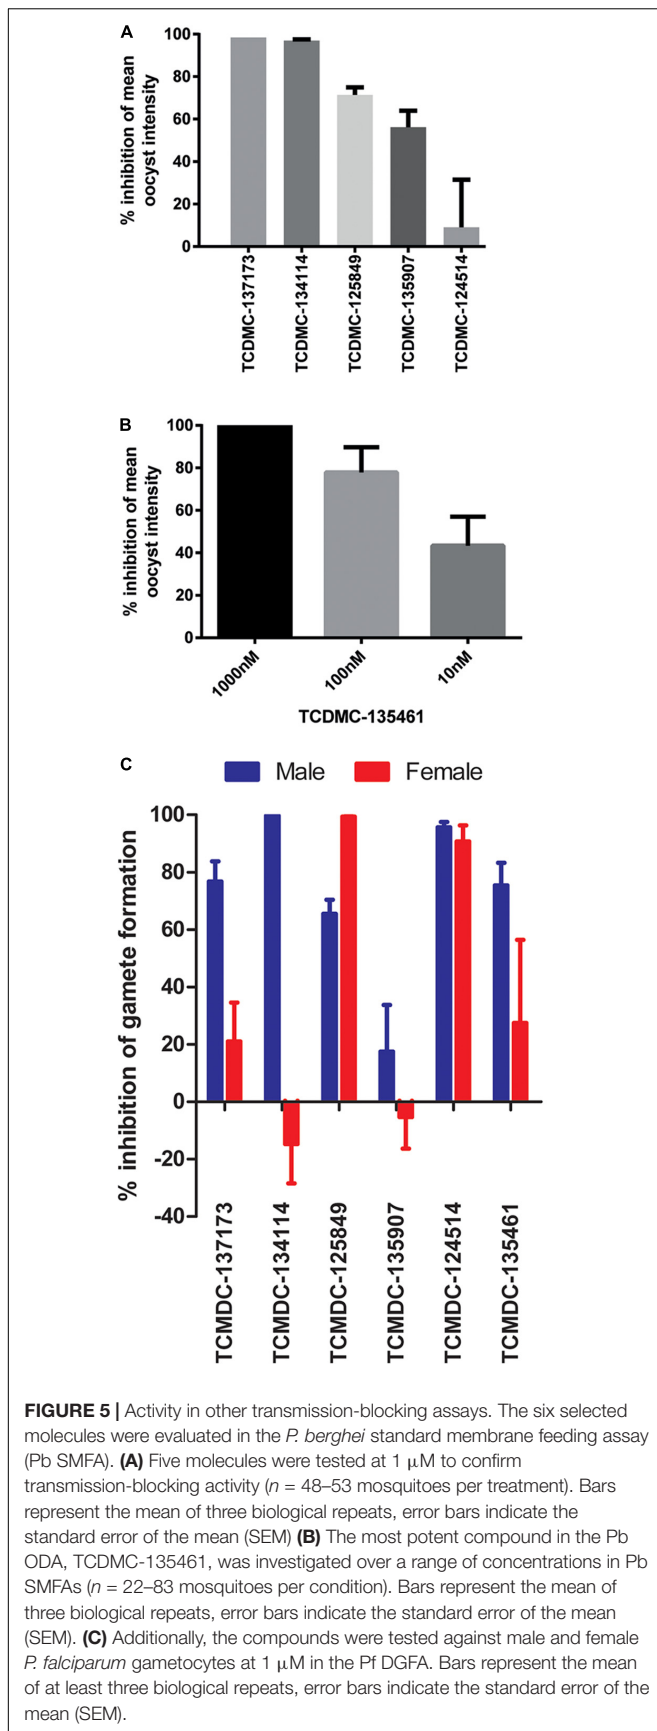 A
% inhibition of mean
oocyst intensity
100
80
60
40
20
0
TCDMC-137173
TCDMC-134114
TCDMC-125849
TCDMC-135907
TCDMC-124514
B
% inhibition of mean
oocyst intensity
100
80
60
40
20
0
1000nM
100nM
10nM
TCDMC-135461
C
Male
Female
% inhibition of gamete formation
100
80
60
40
20
0
-20
-40
TCMDC-137173
TCMDC-134114
TCMDC-125849
TCMDC-135907
TCMDC-124514
TCMDC-135461
FIGURE 5 | Activity in other transmission-blocking assays. The six selected
molecules were evaluated in the P. berghei standard membrane feeding assay
(Pb SMFA). (A) Five molecules were tested at 1 μM to confirm
transmission-blocking activity (n = 48–53 mosquitoes per treatment). Bars
represent the mean of three biological repeats, error bars indicate the
standard error of the mean (SEM) (B) The most potent compound in the Pb
ODA, TCDMC-135461, was investigated over a range of concentrations in Pb
SMFAs (n = 22–83 mosquitoes per condition). Bars represent the mean of
three biological repeats, error bars indicate the standard error of the mean
(SEM). (C) Additionally, the compounds were tested against male and female
P. falciparum gametocytes at 1 μM in the Pf DGFA. Bars represent the mean
of at least three biological repeats, error bars indicate the standard error of the
mean (SEM).